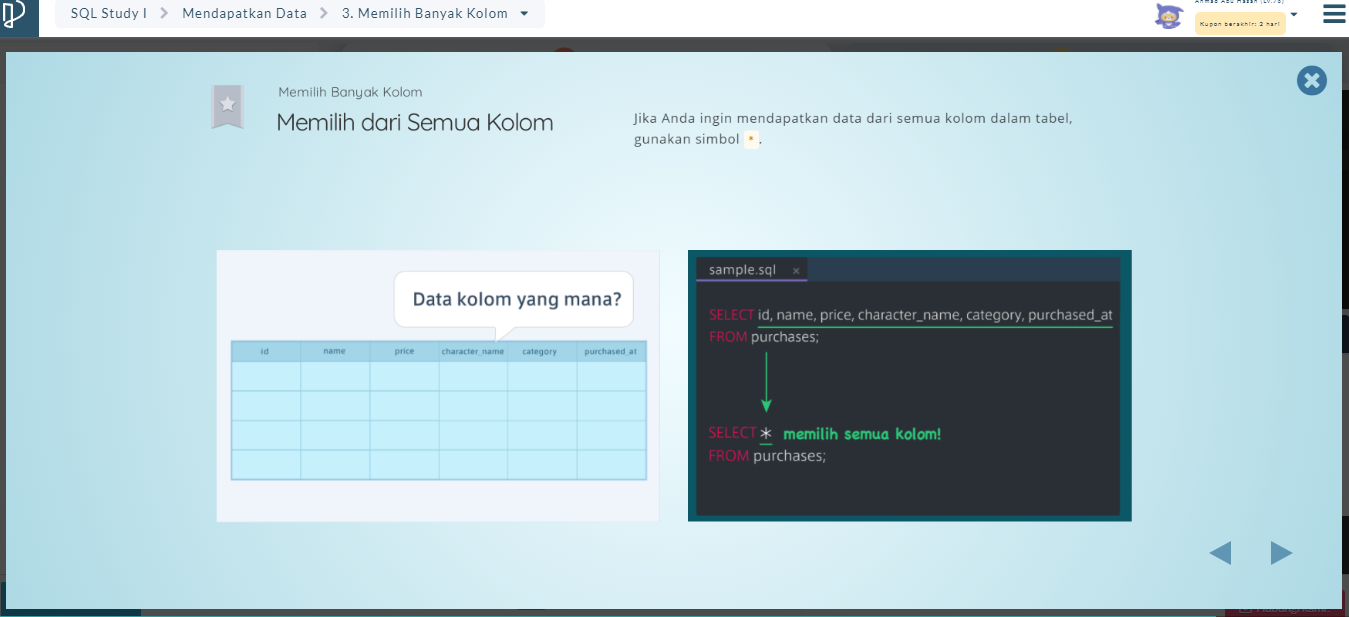 SQL Study I
Mendapatkan Data
3. Memilih Banyak Kolom
Kupon berakhir: 2 hari
Memilih Banyak Kolom
Memilih dari Semua Kolom
Jika Anda ingin mendapatkan data dari semua kolom dalam tabel,
gunakan simbol *.
Data kolom yang mana?
id name price character_name category purchased_at
sample.sql ×
SELECT id, name, price, character_name, category, purchased_at
FROM purchases;
SELECT * memilih semua kolom!
FROM purchases;